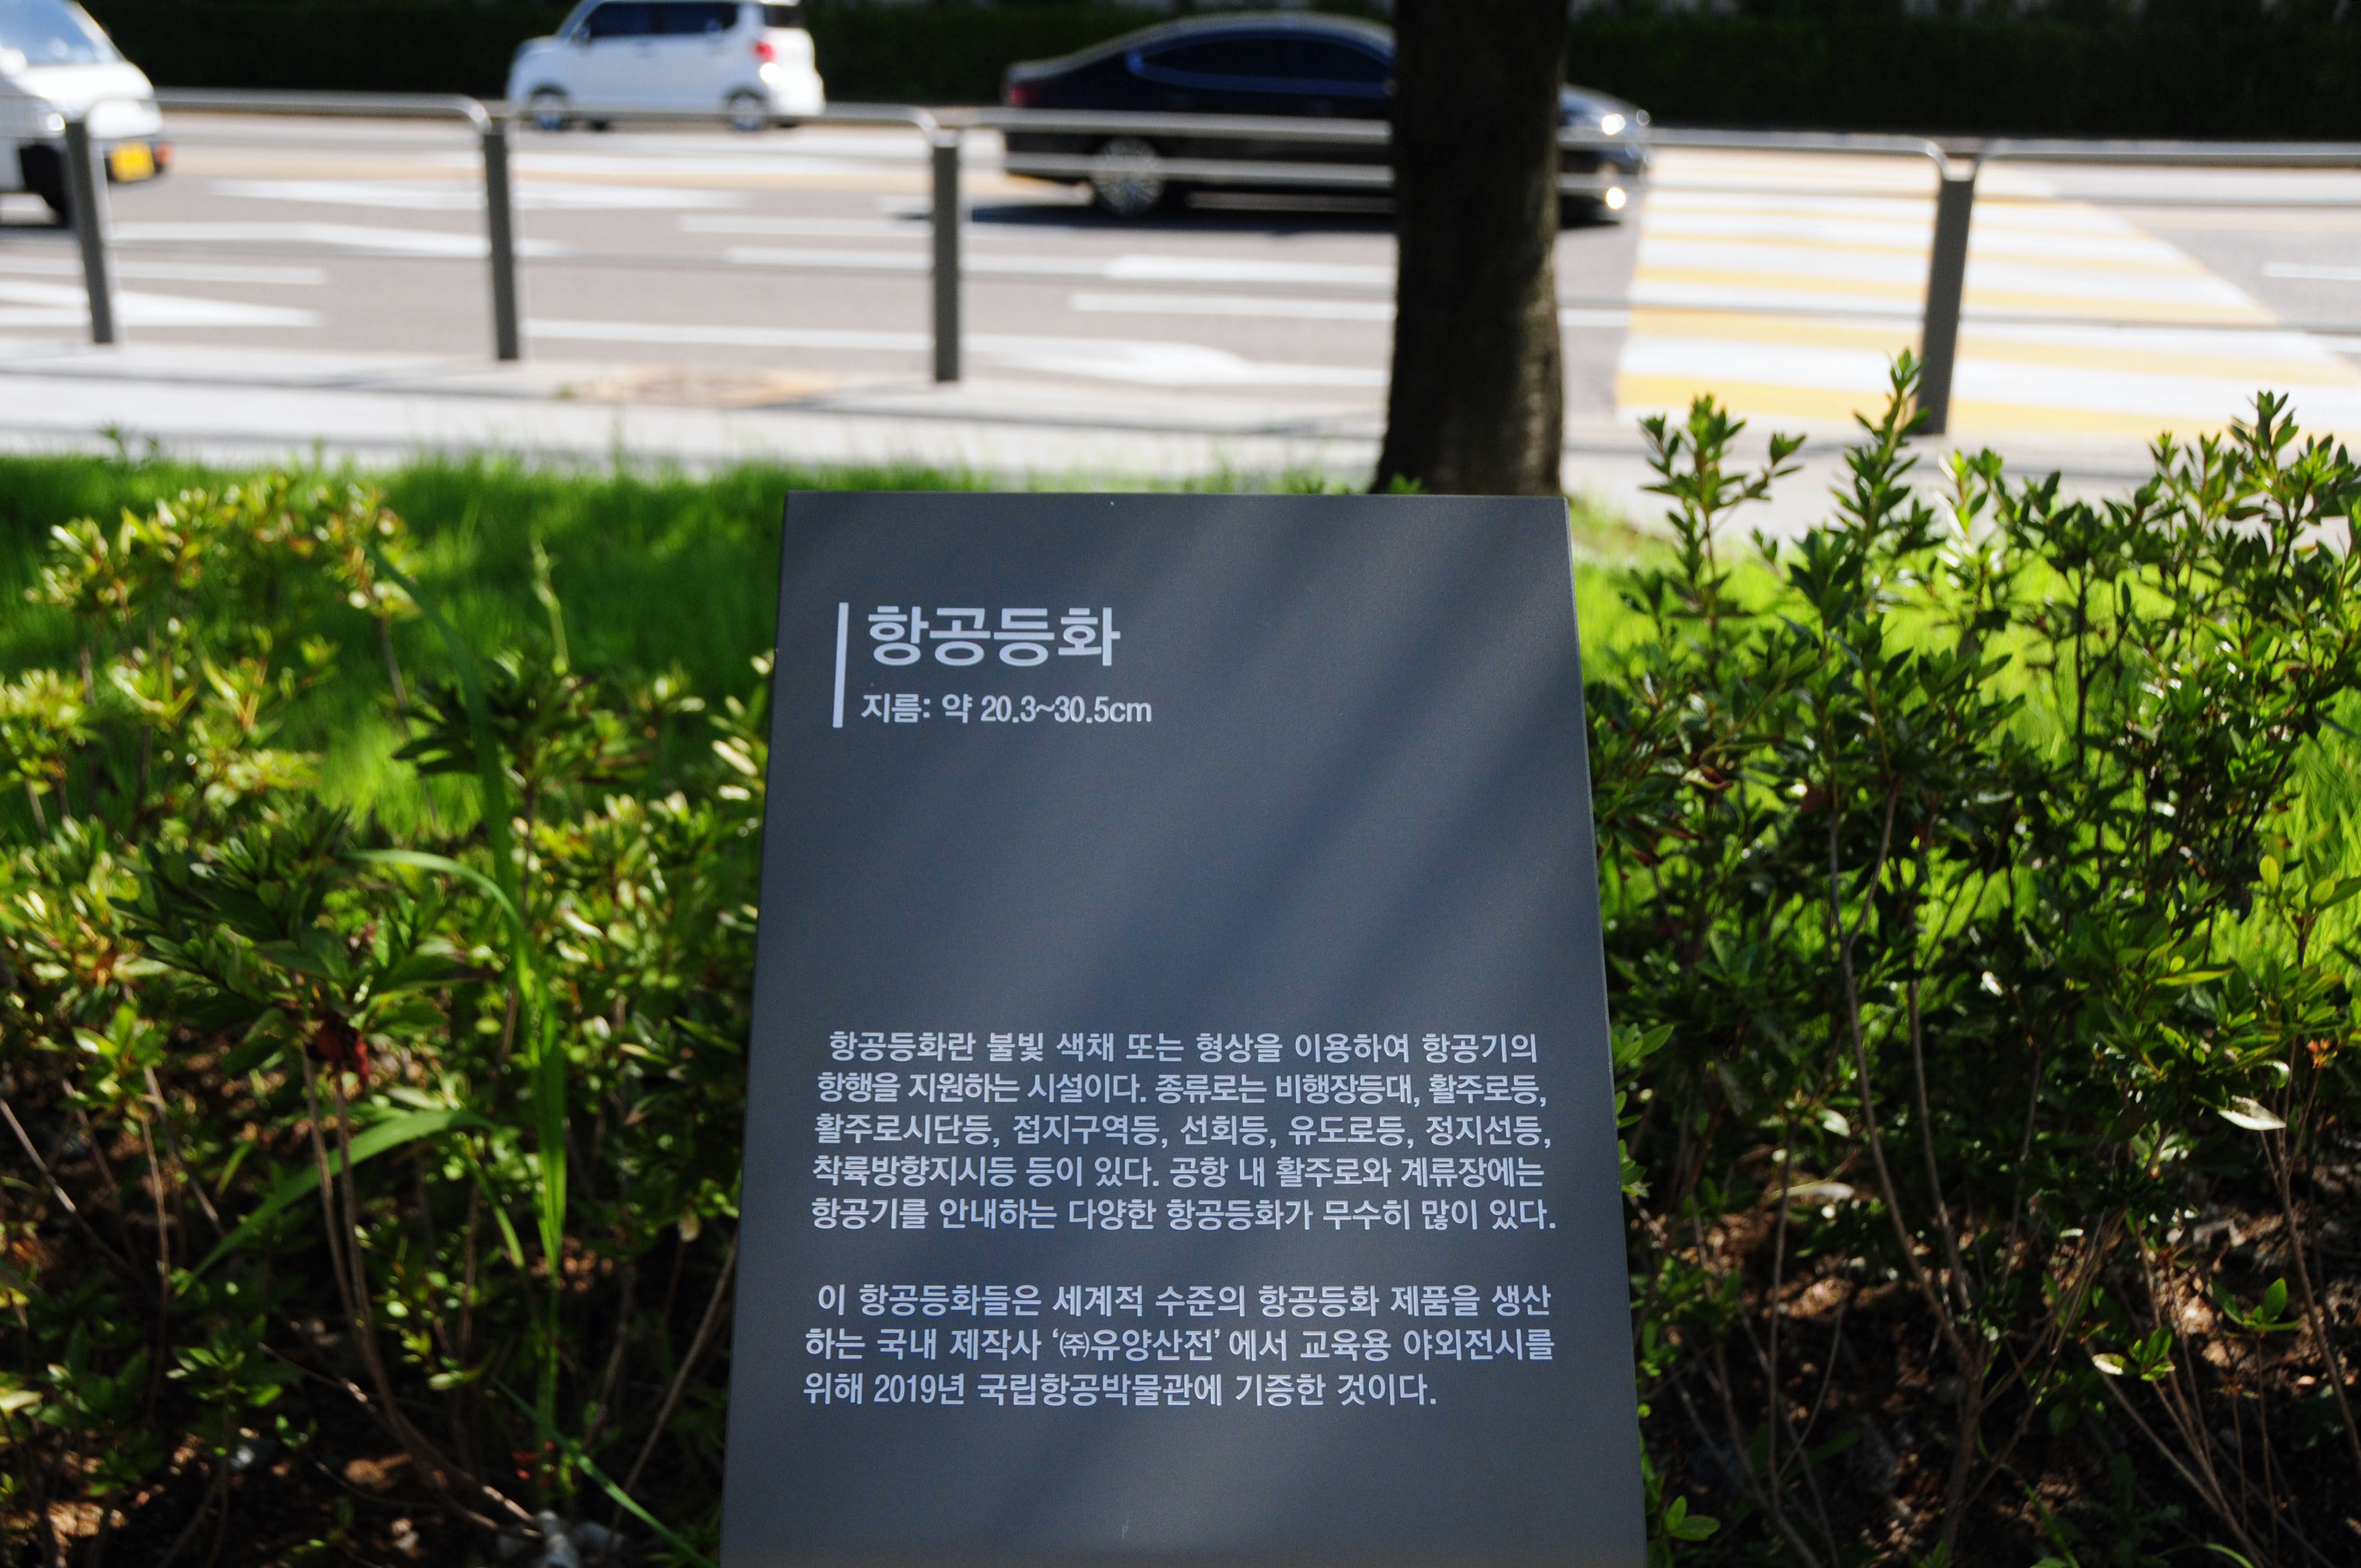 항공등화
지름: 약 20.3~30.5cm
항공등화란 불빛 색채 또는 형상을 이용하여 항공기의
항행을 지원하는 시설이다. 종류로는 비행장등대, 활주로등,
활주로시단등, 접지구역등, 선회등, 유도로등, 정지선등,
착륙방향지시등 등이 있다. 공항 내 활주로와 계류장에는
항공기를 안내하는 다양한 항공등화가 무수히 많이 있다.
이 항공등화들은 세계적 수준의 항공등화 제품을 생산
하는 국내 제작사 ‘㈜유양산전’ 에서 교육용 야외전시를
위해 2019년 국립항공박물관에 기증한 것이다.